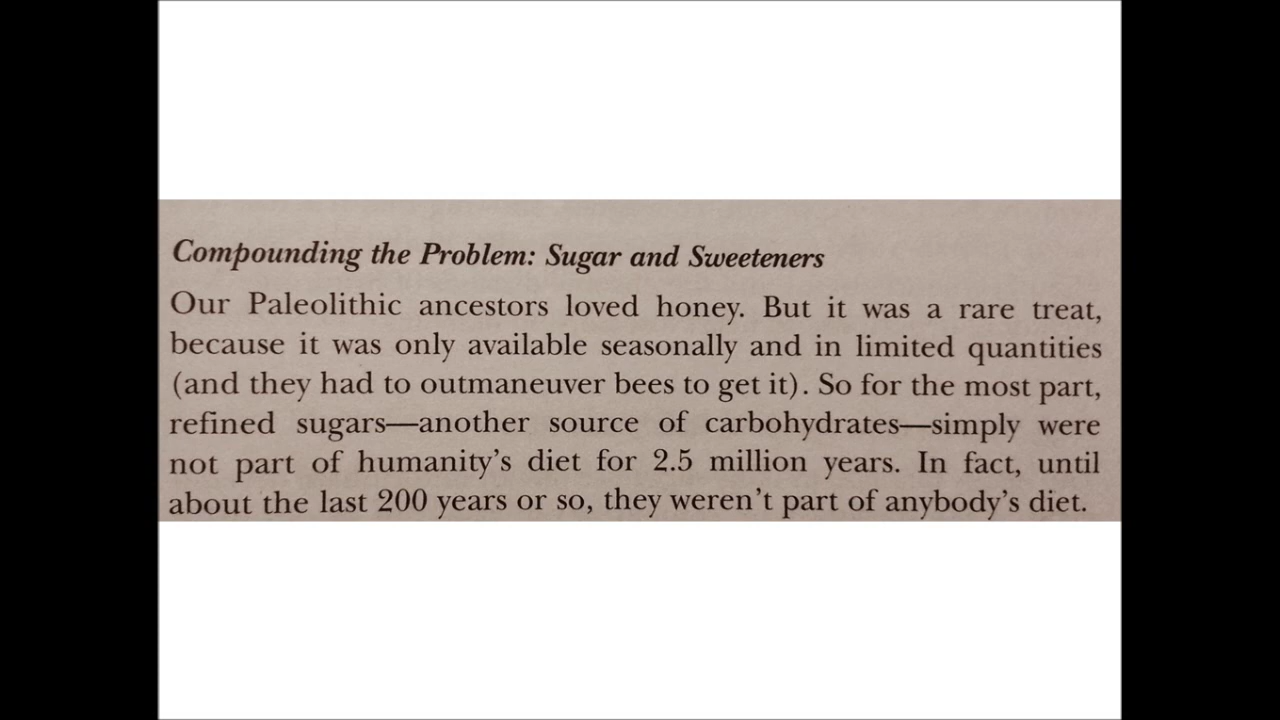 Compounding the Problem: Sugar and Sweeteners
Our Paleolithic ancestors loved honey. But it was a rare treat,
because it was only available seasonally and in limited quantities
(and they had to outmaneuver bees to get it). So for the most part,
refined sugars—another source of carbohydrates—simply were
not part of humanity's diet for 2.5 million years. In fact, until
about the last 200 years or so, they weren't part of anybody's diet.